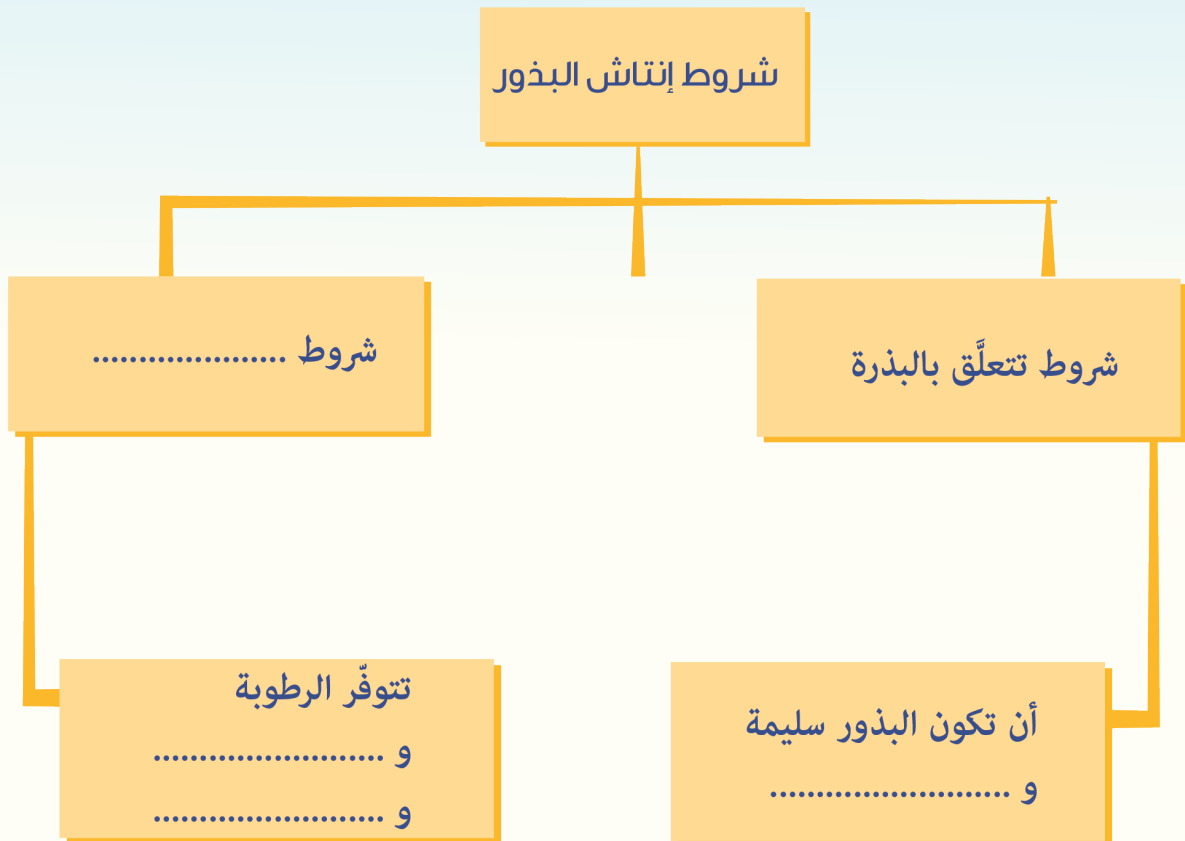 شروط إنتاش البذور
شروط تتعلَّق بالبذرة
شروط .....................
أن تكون البذور سليمة
و ..........................
تتوفّر الرطوبة
و .........................
و .........................